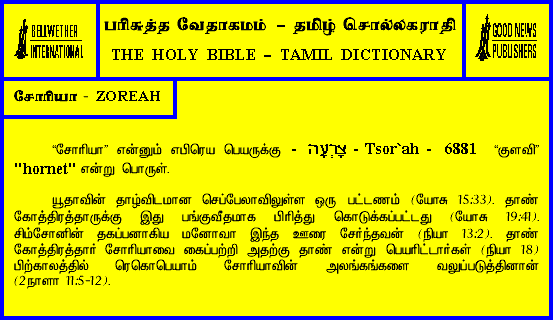 BELLWETHER
INTERNATIONAL
பரிசுத்த வேதாகமம் – தமிழ் சொல்லகராதி
THE HOLY BIBLE – TAMIL DICTIONARY
GOOD NEWS
PUBLISHERS
சோரியா - ZOREAH
“சோரியா” என்னும் எபிரெய பெயருக்கு - צָרְעָה - Tsor`ah - 6881 “குளவி”
"hornet" என்று பொருள்.
யூதாவின் தாழ்விடமான செப்பேலாவிலுள்ள ஒரு பட்டணம் (யோசு 15:33). தாண்
கோத்திரத்தாருக்கு இது பங்குவீதமாக பிரித்து கொடுக்கப்பட்டது (யோசு 19:41).
சிம்சோனின் தகப்பனாகிய மனோவா இந்த ஊரை சேர்ந்தவன் (நியா 13:2). தாண்
கோத்திரத்தார் சோரியாவை கைப்பற்றி அதற்கு தாண் என்று பெயரிட்டார்கள் (நியா 18)
பிற்காலத்தில் ரெகொபெயாம் சோரியாவின் அலங்கங்களை வலுப்படுத்தினான்
(2நாளா 11:5-12).